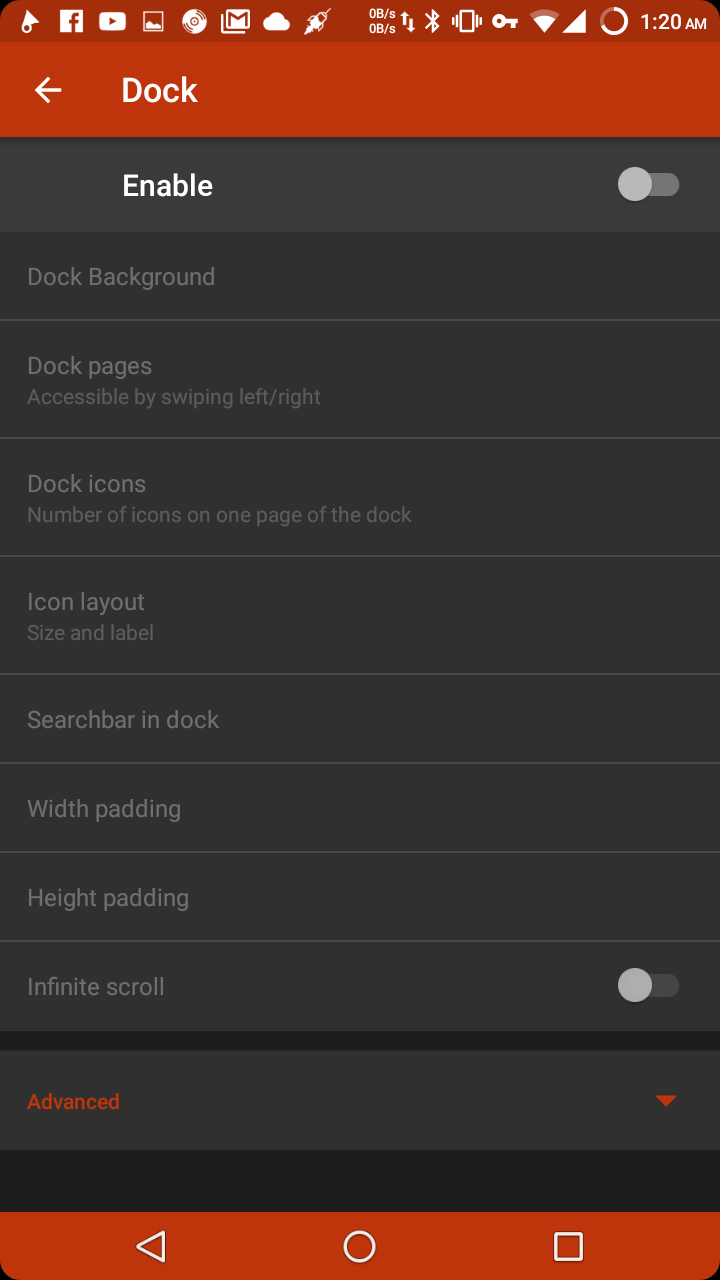 0B/s
0B/s
1:20 AM
Dock
Enable
Dock Background
Dock pages
Accessible by swiping left/right
Dock icons
Number of icons on one page of the dock
Icon layout
Size and label
Searchbar in dock
Width padding
Height padding
Infinite scroll
Advanced